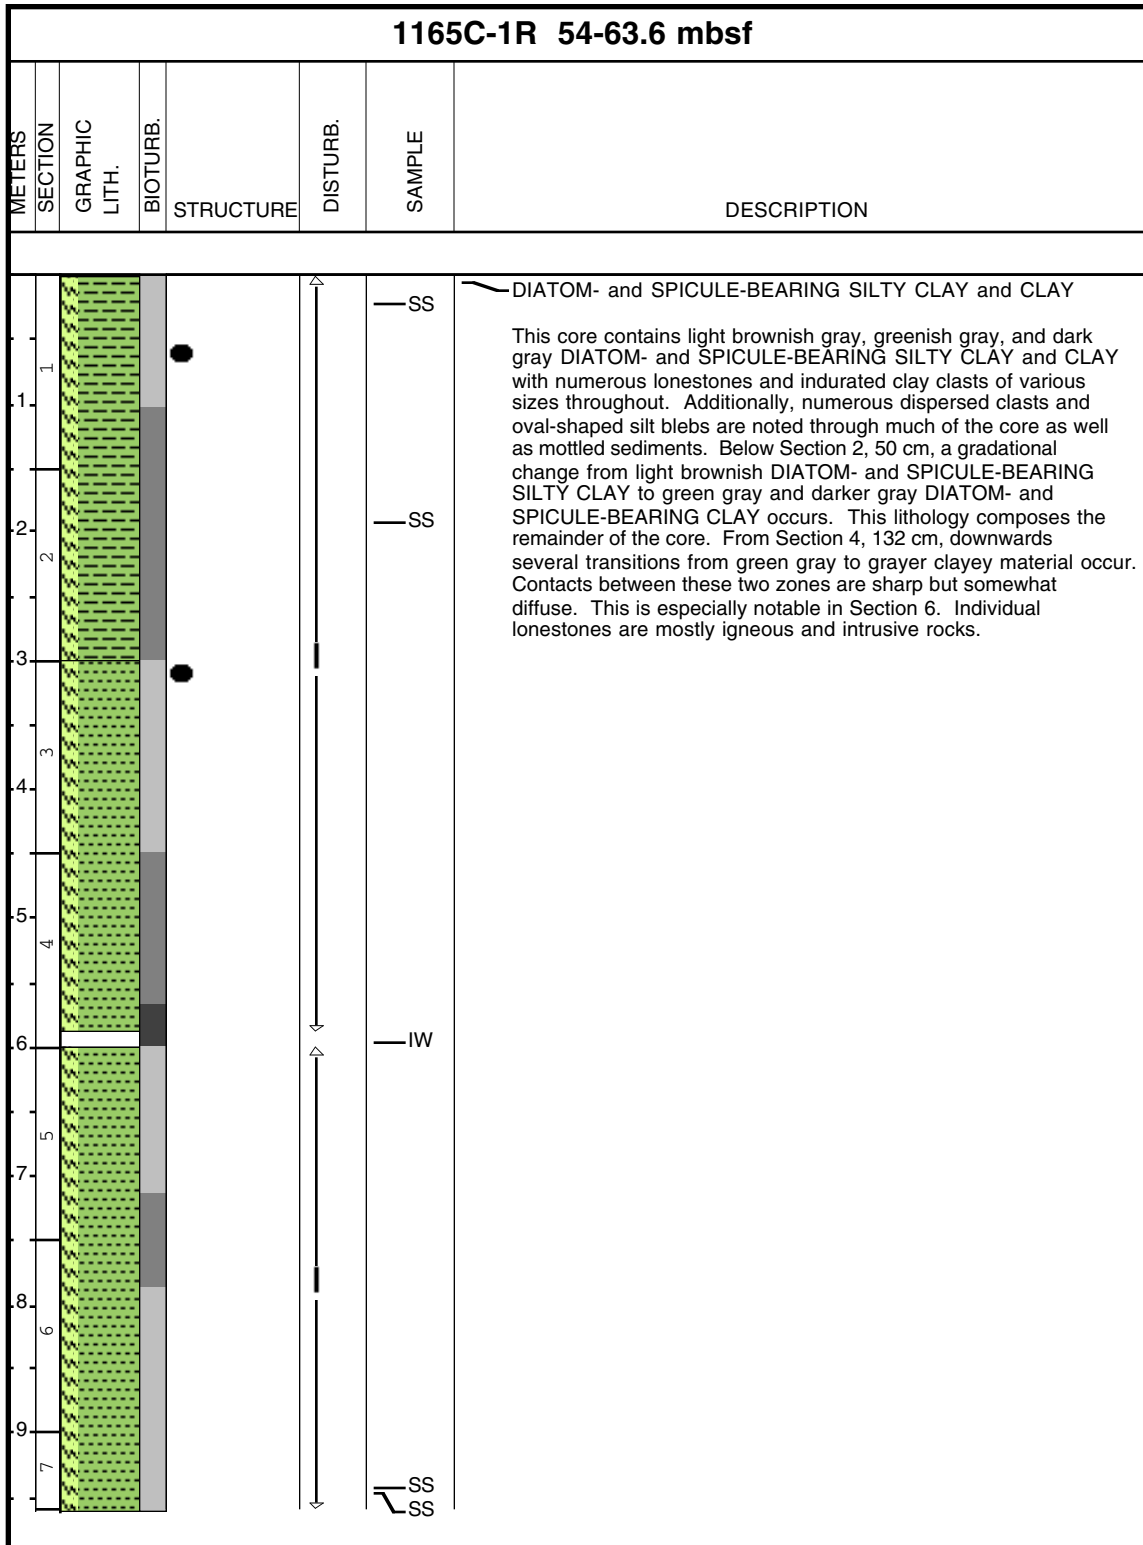 1165C-1R 54-63.6 mbsf
METERS
SECTION
GRAPHIC
LITH.
BIOTURB.
STRUCTURE
DISTURB.
SAMPLE
DESCRIPTION
DIATOM- and SPICULE-BEARING SILTY CLAY and CLAY
This core contains light brownish gray, greenish gray, and dark
gray DIATOM- and SPICULE-BEARING SILTY CLAY and CLAY
with numerous lonestones and indurated clay clasts of various
sizes throughout. Additionally, numerous dispersed clasts and
oval-shaped silt blebs are noted through much of the core as well
as mottled sediments. Below Section 2, 50 cm, a gradational
change from light brownish DIATOM- and SPICULE-BEARING
SILTY CLAY to green gray and darker gray DIATOM- and
SPICULE-BEARING CLAY occurs. This lithology composes the
remainder of the core. From Section 4, 132 cm, downwards
several transitions from green gray to grayer clayey material occur.
Contacts between these two zones are sharp but somewhat
diffuse. This is especially notable in Section 6. Individual
lonestones are mostly igneous and intrusive rocks.
SS
1
1
SS
2
2
3
3
4
4
5
IW
6
5
7
8
6
9
7
SS
SS